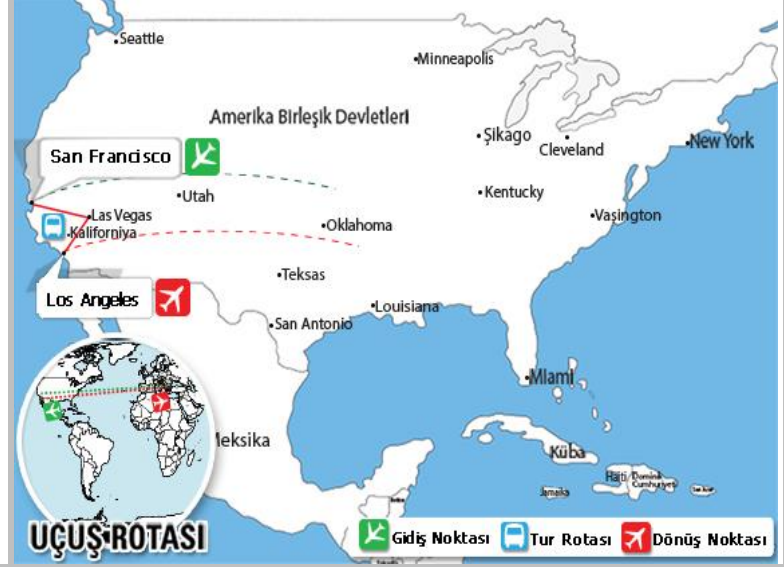 Seattle
Minneapolis
Amerika Birleşik Devletleri
Şikago
Cleveland
New York
San Francisco
Utah
Kentucky
Las Vegas
Vaşington
Kaliforniya
Oklahoma
Teksas
Los Angeles
Louisiana
San Antonio
Miami
Meksika
Küba
Haiti
Dominik
Cumhuriyeti
Jamaika
UÇUŞ ROTASI
Gidiş Noktası
Tur Rotası
Dönüş Noktası